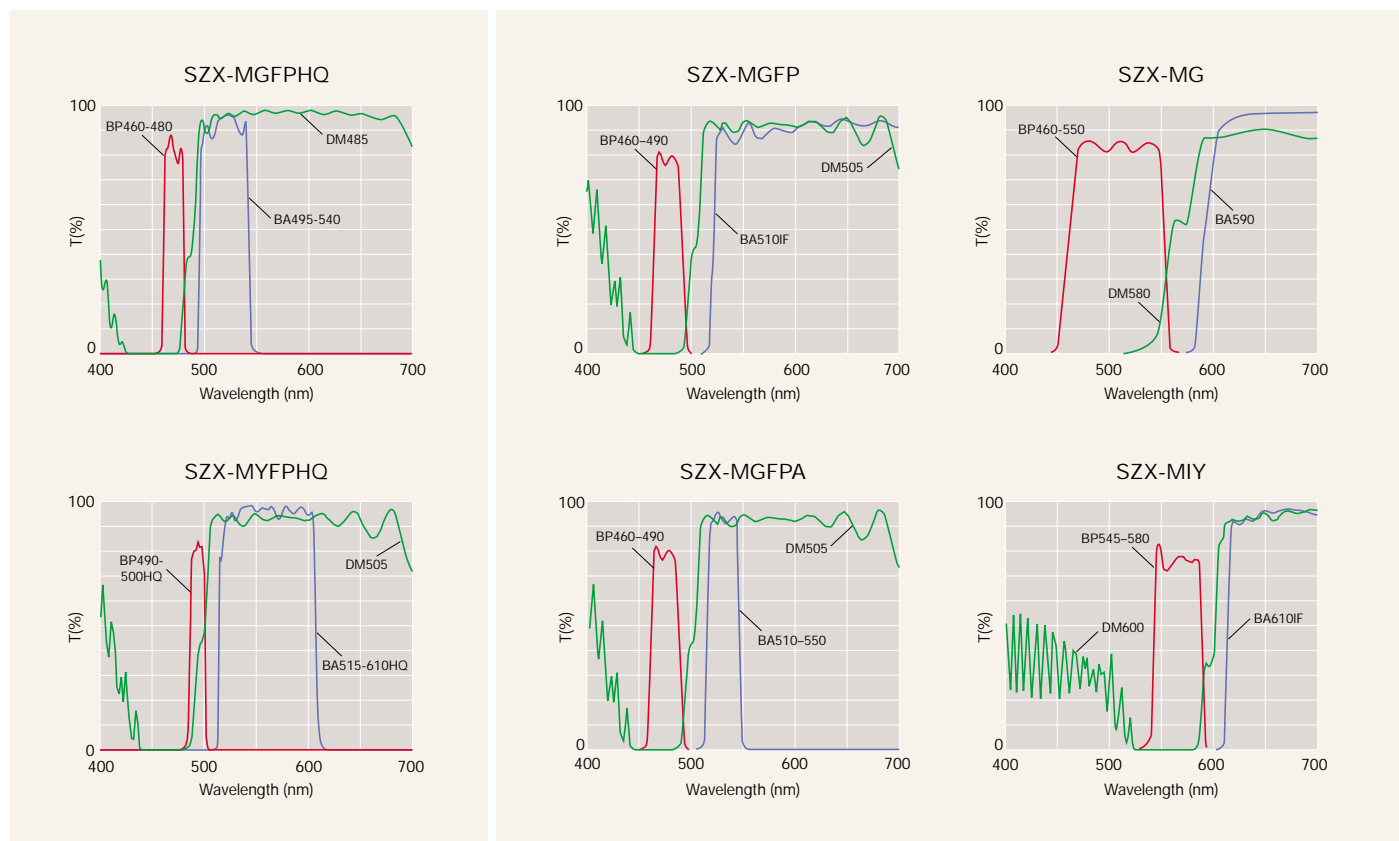 SZX-MGFPHQ
100
BP460-480
DM485
BA495-540
T(%)
0
400
500
600
700
Wavelength (nm)
SZX-MGFP
100
BP460–490
DM505
BA510IF
T(%)
0
400
500
600
700
Wavelength (nm)
SZX-MG
100
BP460-550
BA590
DM580
T(%)
0
400
500
600
700
Wavelength (nm)
SZX-MYFPHQ
100
BP490-
500HQ
DM505
BA515-610HQ
T(%)
0
400
500
600
700
Wavelength (nm)
SZX-MGFPA
100
BP460–490
DM505
BA510–550
T(%)
0
400
500
600
700
Wavelength (nm)
SZX-MIY
100
BP545–580
DM600
BA610IF
T(%)
0
400
500
600
700
Wavelength (nm)